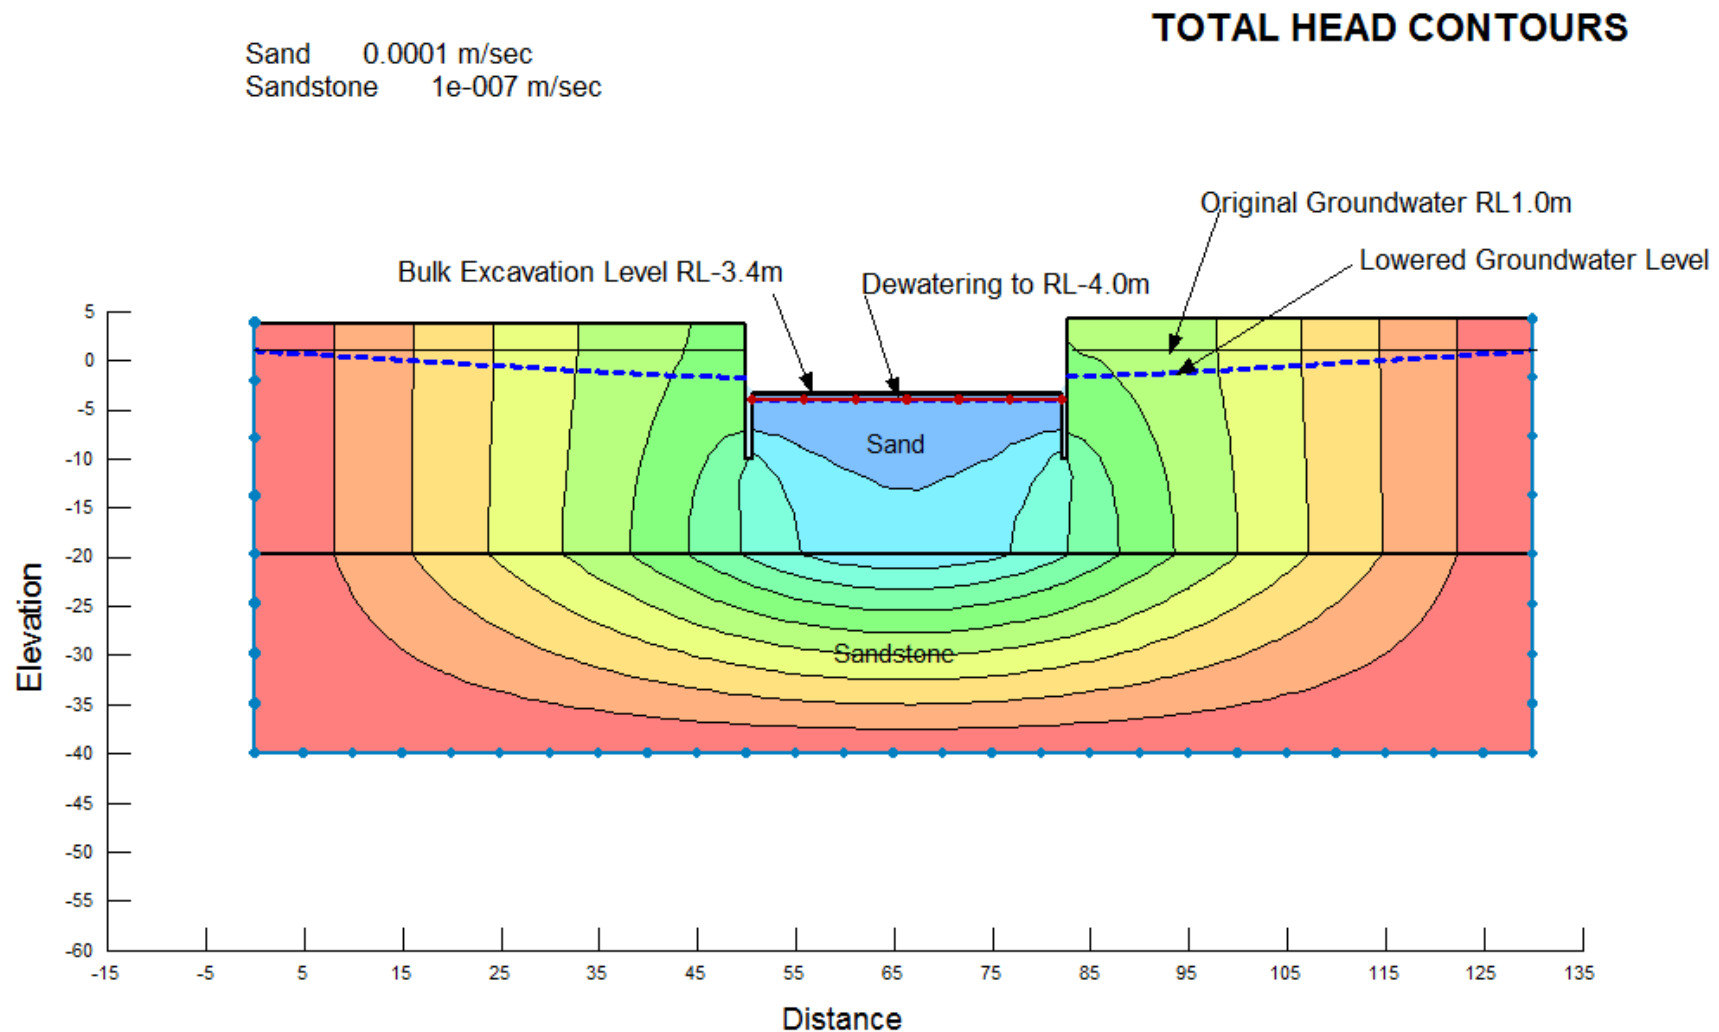 TOTAL HEAD CONTOURS
Sand 0.0001 m/sec
Sandstone 1e-007 m/sec
Original Groundwater RL1.0m
Lowered Groundwater Level
Bulk Excavation Level RL-3.4m
Dewatering to RL-4.0m
5
0
-5
-10
-15
-20
-25
-30
-35
-40
-45
-50
-55
-60
Elevation
Sand
Sandstone
-15 -5 5 15 25 35 45 55 65 75 85 95 105 115 125 135
Distance